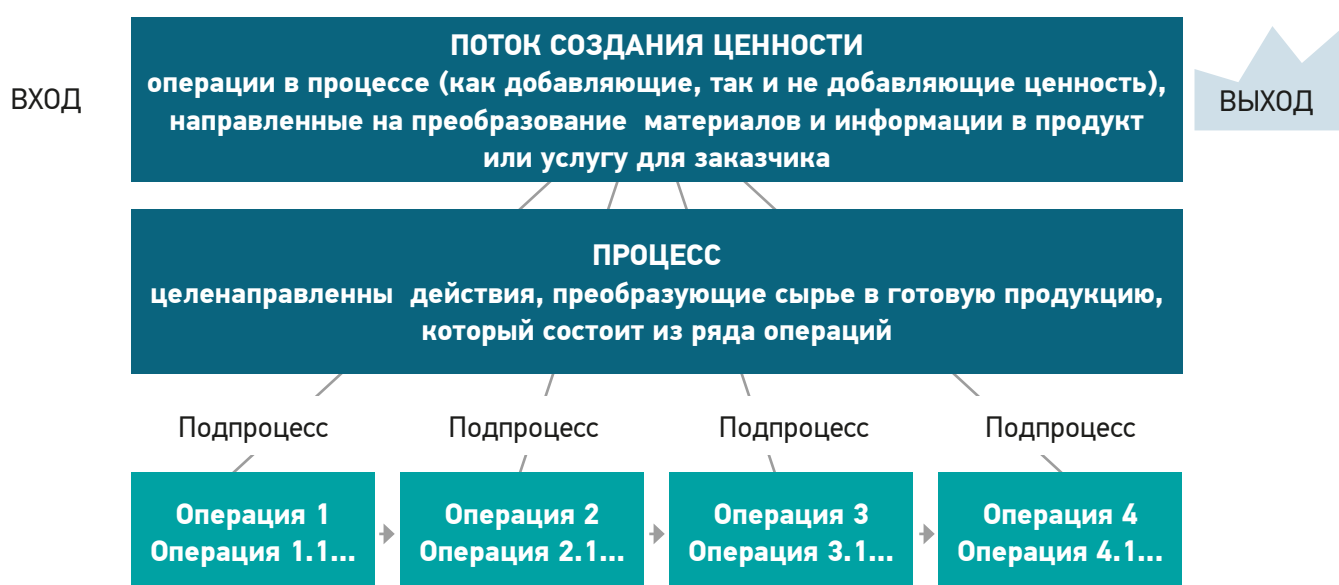 ПОТОК СОЗДАНИЯ ЦЕННОСТИ
ВХОД
операции в процессе (как добавляющие, так и не добавляющие ценность),
ВЫХОД
направленные на преобразование материалов и информации в продукт
или услугу для заказчика
ПРОЦЕСС
целенаправленны действия, преобразующие сырье в готовую продукцию,
который состоит из ряда операций
Подпроцесс Подпроцесс Подпроцесс Подпроцесс
Операция 1 Операция 2 Операция 3 Операция 4
Операция 1.1... Операция 2.1... Операция 3.1... Операция 4.1...